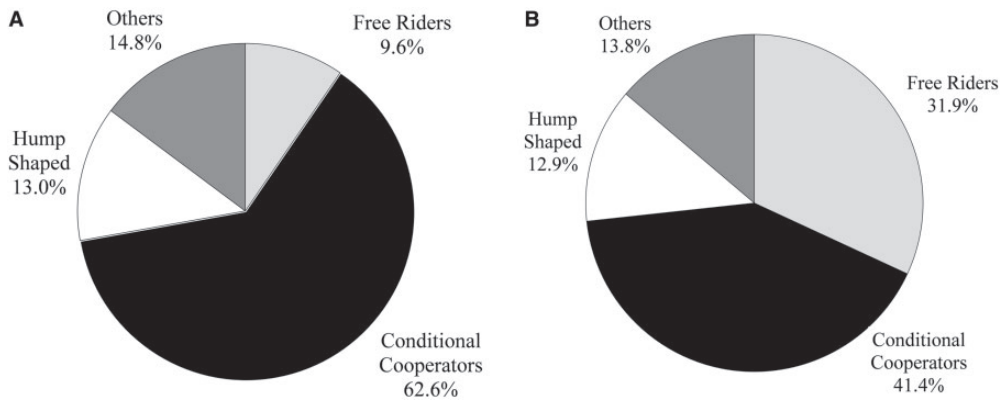 A
Others
14.8%
Free Riders
9.6%
Hump
Shaped
13.0%
Conditional
Cooperators
62.6%
B
Others
13.8%
Free Riders
31.9%
Hump
Shaped
12.9%
Conditional
Cooperators
41.4%